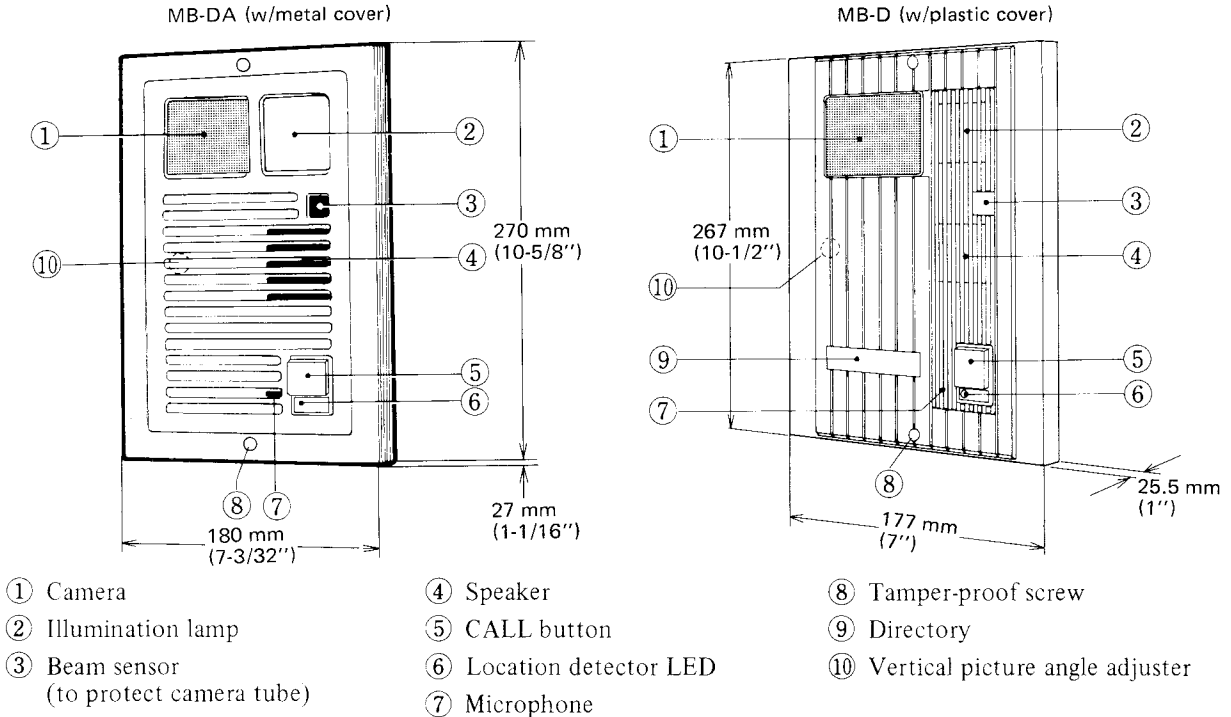 MB-DA (w/metal cover)
① ② ③ ④ ⑤ ⑥ ⑦ ⑧ ⑩
270 mm
(10-5/8'')
27 mm
(1-1/16'')
180 mm
(7-3/32'')
MB-D (w/plastic cover)
① ② ③ ④ ⑤ ⑥ ⑦ ⑧ ⑨ ⑩
267 mm
(10-1/2'')
25.5 mm
(1'')
177 mm
(7'')
① Camera
② Illumination lamp
③ Beam sensor
(to protect camera tube)
④ Speaker
⑤ CALL button
⑥ Location detector LED
⑦ Microphone
⑧ Tamper-proof screw
⑨ Directory
⑩ Vertical picture angle adjuster